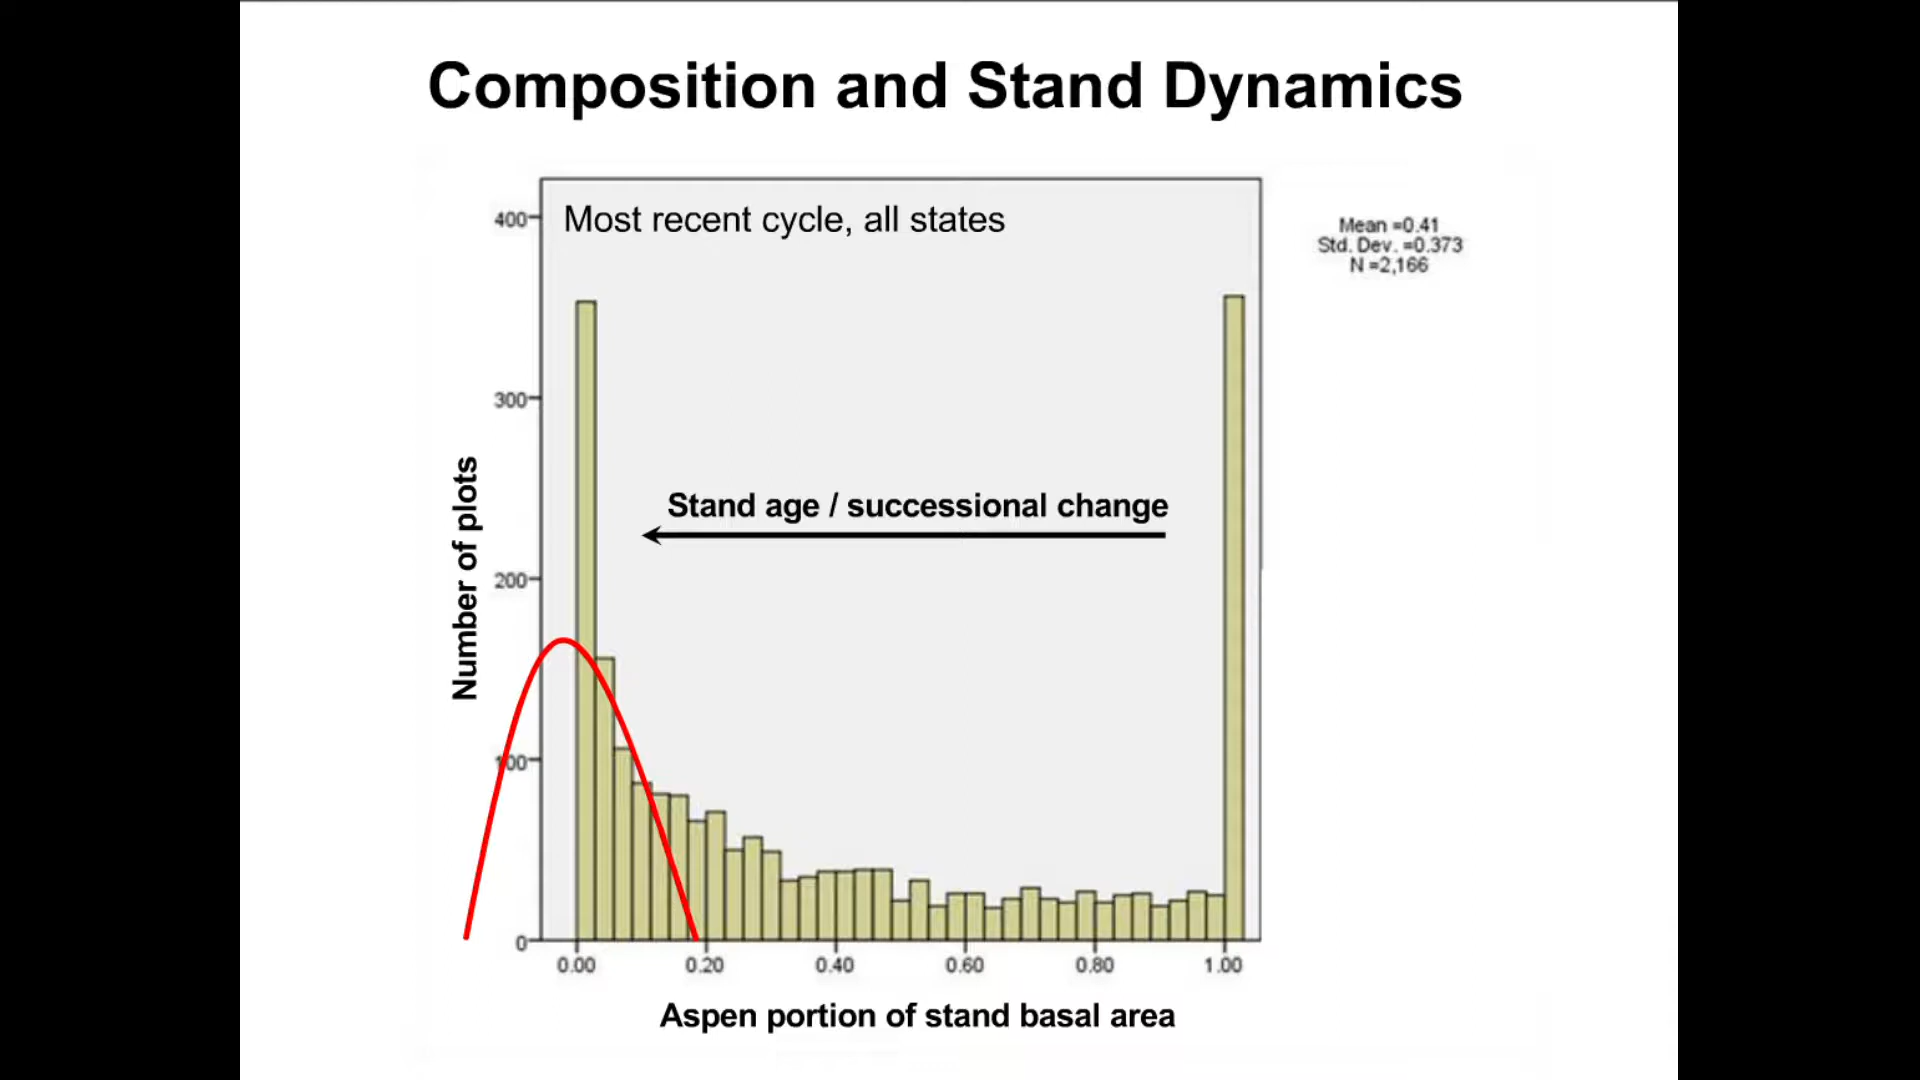 Composition and Stand Dynamics
Most recent cycle, all states
Mean =0.41
Std. Dev. =0.373
N =2,166
400
300
200
100
0
Number of plots
Stand age / successional change
0.00 0.20 0.40 0.60 0.80 1.00
Aspen portion of stand basal area